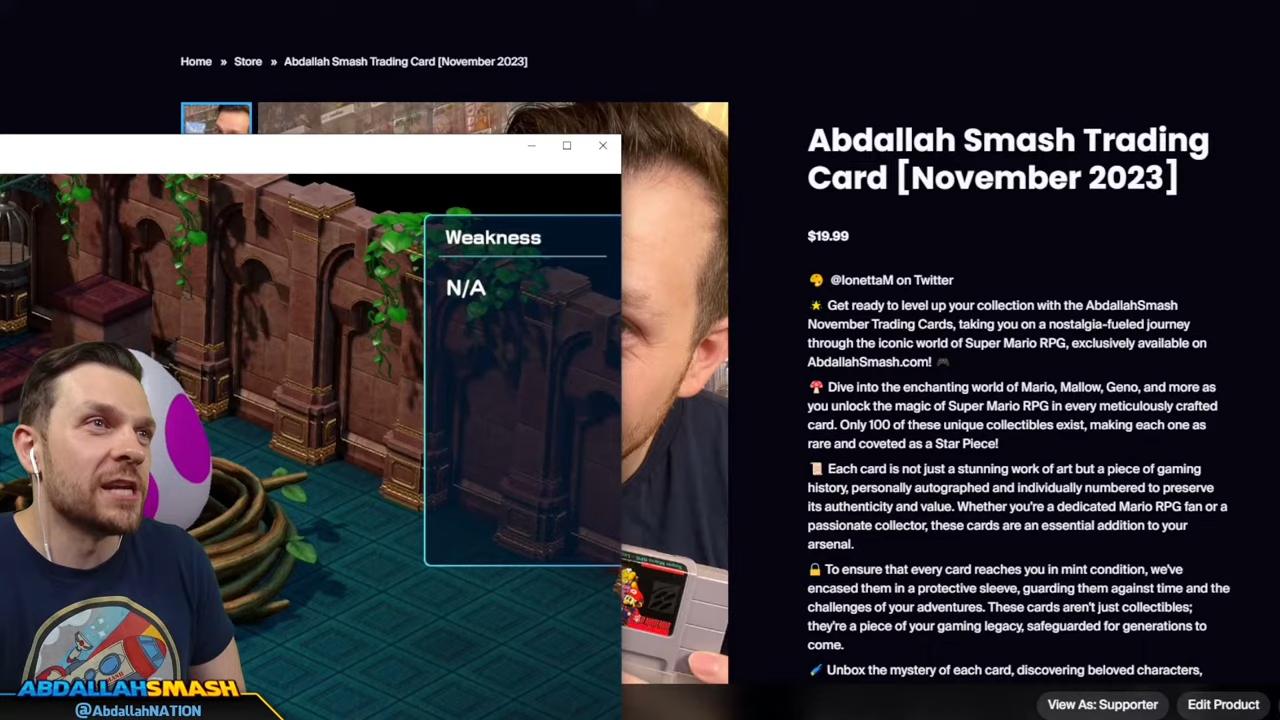 Home » Store » Abdallah Smash Trading Card [November 2023]
Weakness
N/A
Abdallah Smash Trading
Card [November 2023]
$19.99
@IonettaM on Twitter
🌟 Get ready to level up your collection with the AbdallahSmash
November Trading Cards, taking you on a nostalgia-fueled journey
through the iconic world of Super Mario RPG, exclusively available on
AbdallahSmash.com! 🎮
🍄 Dive into the enchanting world of Mario, Mallow, Geno, and more as
you unlock the magic of Super Mario RPG in every meticulously crafted
card. Only 100 of these unique collectibles exist, making each one as
rare and coveted as a Star Piece!
📜 Each card is not just a stunning work of art but a piece of gaming
history, personally autographed and individually numbered to preserve
its authenticity and value. Whether you're a dedicated Mario RPG fan or a
passionate collector, these cards are an essential addition to your
arsenal.
🔒 To ensure that every card reaches you in mint condition, we've
encased them in a protective sleeve, guarding them against time and the
challenges of your adventures. These cards aren't just collectibles;
they're a piece of your gaming legacy, safeguarded for generations to
come.
Unbox the mystery of each card, discovering beloved characters,
View As: Supporter
Edit Product
ABDALLAHSMASH
@AbdallahNATION